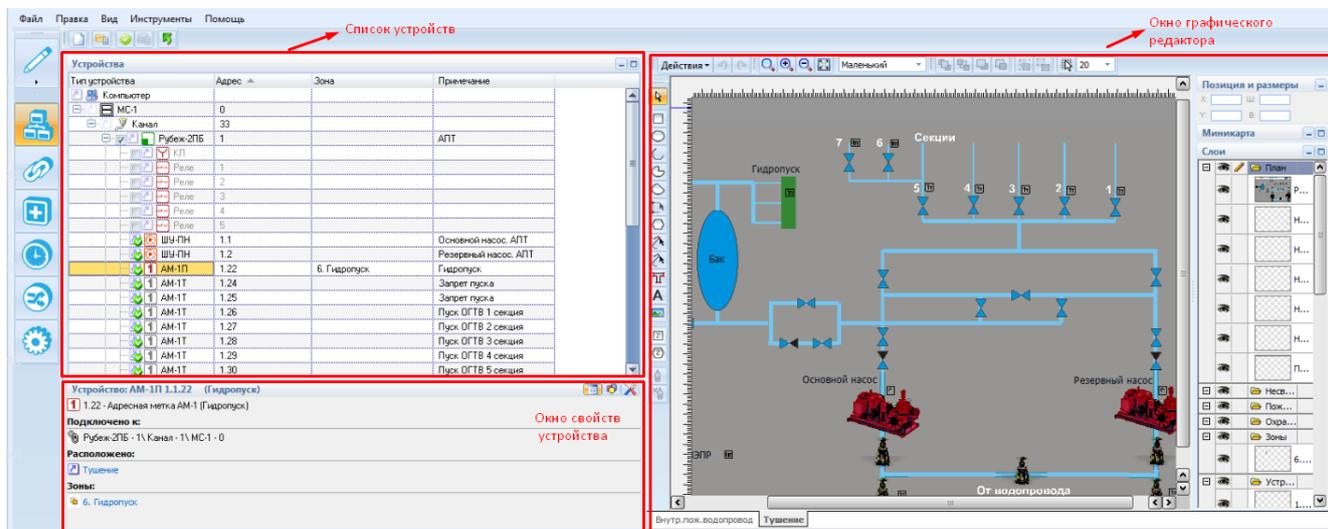 Файл Правка Вид Инструменты Помощь
Список устройств
Окно графического
редактора
Устройства
Тип устройства Адрес Зона Примечание
Компьютер
МС-1 0
Канал 33
Рубеж-2ПБ 1 АПТ
КП
Реле 1
Реле 2
Реле 3
Реле 4
Реле 5
ШУ-ПН 1.1 Основной насос. АПТ
ШУ-ПН 1.2 Резервный насос. АПТ
АМ-1П 1.22 6. Гидропуск Гидропуск
АМ-1Т 1.24 Запрет пуска
АМ-1Т 1.25 Запрет пуска
АМ-1Т 1.26 Пуск ОГТВ 1 секция
АМ-1Т 1.27 Пуск ОГТВ 2 секция
АМ-1Т 1.28 Пуск ОГТВ 3 секция
АМ-1Т 1.29 Пуск ОГТВ 4 секция
АМ-1Т 1.30 Пуск ОГТВ 5 секция
Устройство: АМ-1П 1.1.22 (Гидропуск)
1.22 - Адресная метка АМ-1 (Гидропуск)
Подключено к:
Рубеж-2ПБ - 1\ Канал - 1\ МС-1 - 0
Расположено:
Тушение
Зоны:
6. Гидропуск
Окно свойств
устройства
Действия Маленький 20
7 6 Секции
Гидропуск
5 4 3 2 1
Бак
Основной насос Резервный насос
ЭПР
От водопровода
Внутр.пож.водопровод Тушение
Позиция и размеры
X: Ш:
Y: В:
Миникарта
Слои
План
Р...
Н...
Н...
Н...
Н...
Н...
П...
Несв...
Пож...
Охра...
Зоны
6....
Устр...
1....